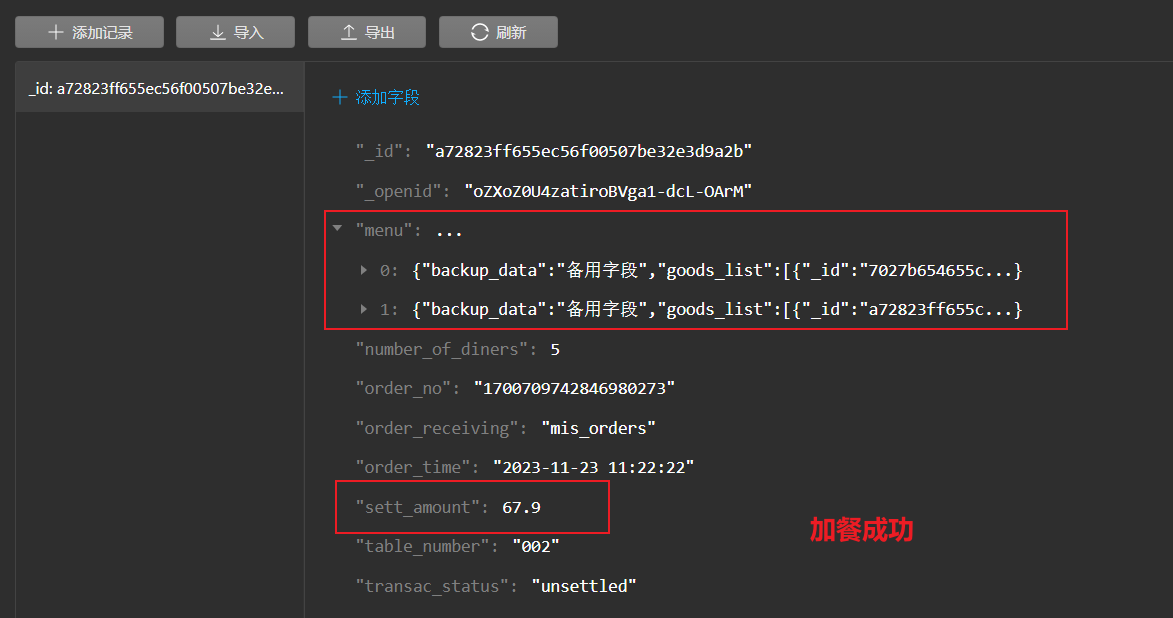 添加记录 导入 导出 刷新
_id: a72823ff655ec56f00507be32e...
添加字段
"_id": "a72823ff655ec56f00507be32e3d9a2b"
"_openid": "oZXoZ0U4zatiroBVga1-dcL-OArM"
"menu": ...
0: {"backup_data":"备用字段","goods_list":[{"_id":"7027b654655c...}
1: {"backup_data":"备用字段","goods_list":[{"_id":"a72823ff655c...}
"number_of_diners": 5
"order_no": "1700709742846980273"
"order_receiving": "mis_orders"
"order_time": "2023-11-23 11:22:22"
"sett_amount": 67.9
加餐成功
"table_number": "002"
"transac_status": "unsettled"